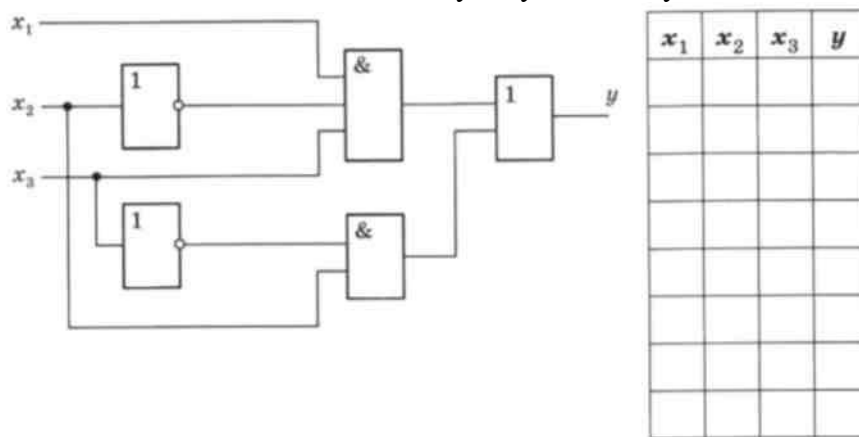 x₁ & x₁ x₂ x₃ y
1 1
x₂ y
x₃
1 &